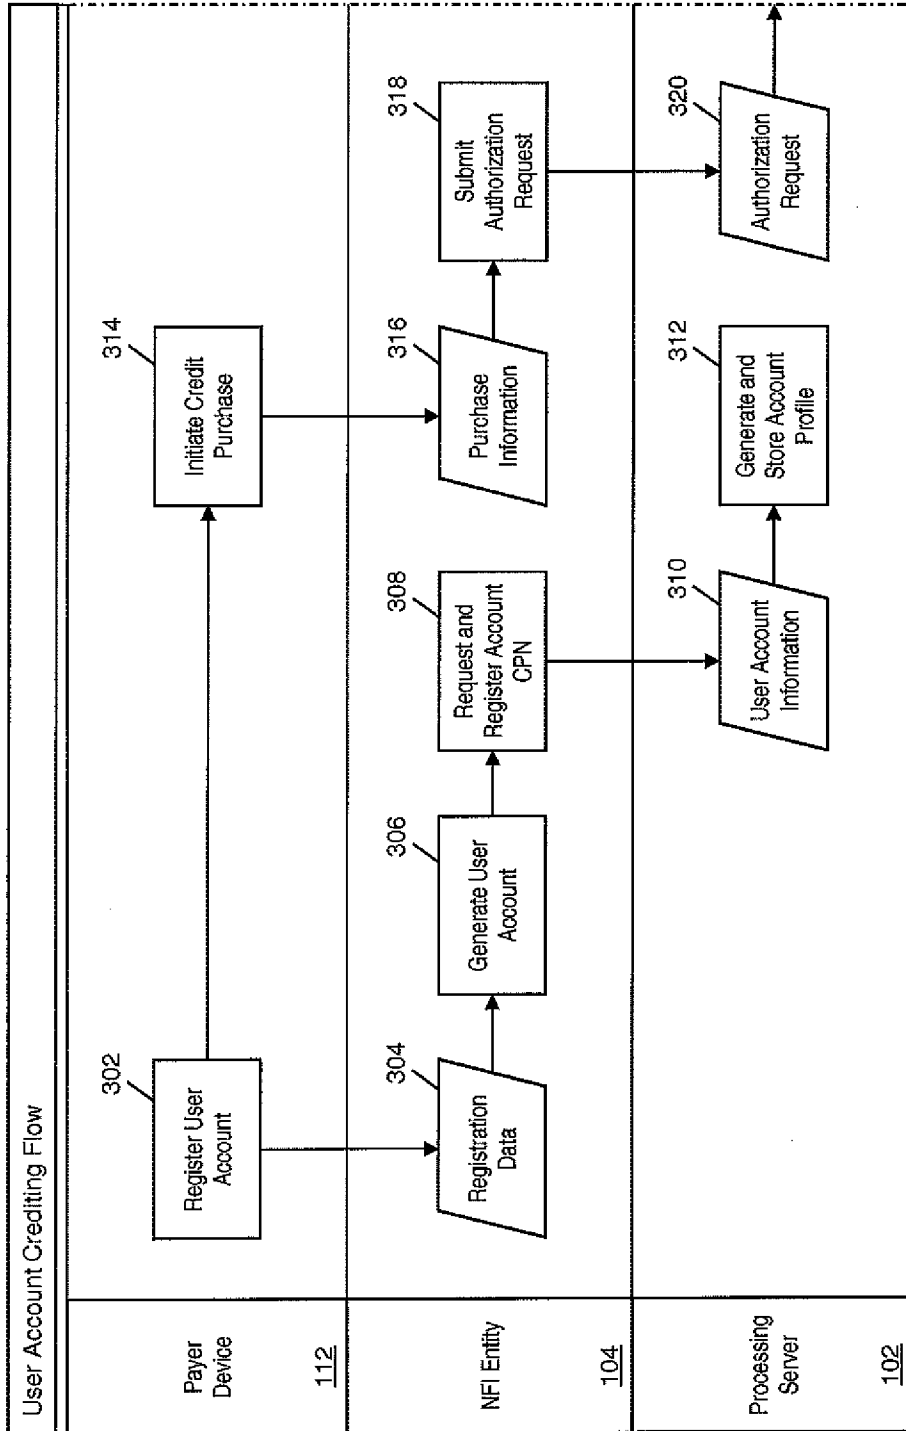 User Account Crediting Flow
Payer
Device
112
302
Register User
Account
314
Initiate Credit
Purchase
NFI Entity
104
304
Registration
Data
306
Generate User
Account
308
Request and
Register Account
CPN
316
Purchase
Information
318
Submit
Authorization
Request
Processing
Server
102
310
User Account
Information
312
Generate and
Store Account
Profile
320
Authorization
Request